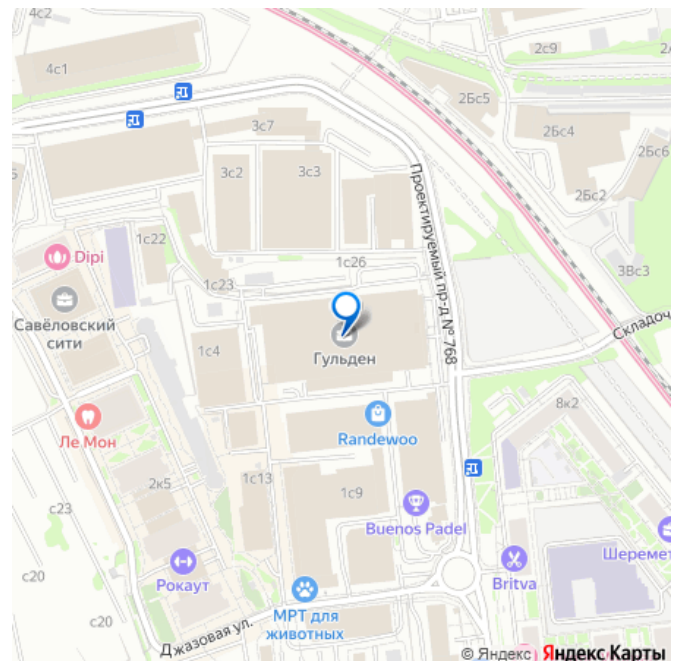 4с1
2с9
2Бс5
3с7
2Бс4
3с2
3с3
2Бс6
2Бс2
Проектируемый пр-д № 768
1с22
Dipi
1с26
3Вс3
1с23
Савёловский
сити
Складоч
1с4
Гульден
8к2
Ле Мон
Randewoo
2к5
1с13
1с9
с23
Buenos Padel
Шеремет
с20
Рокаут
Britva
МРТ для
животных
с20
Джазовая ул.
© Яндекс Яндекс Карты